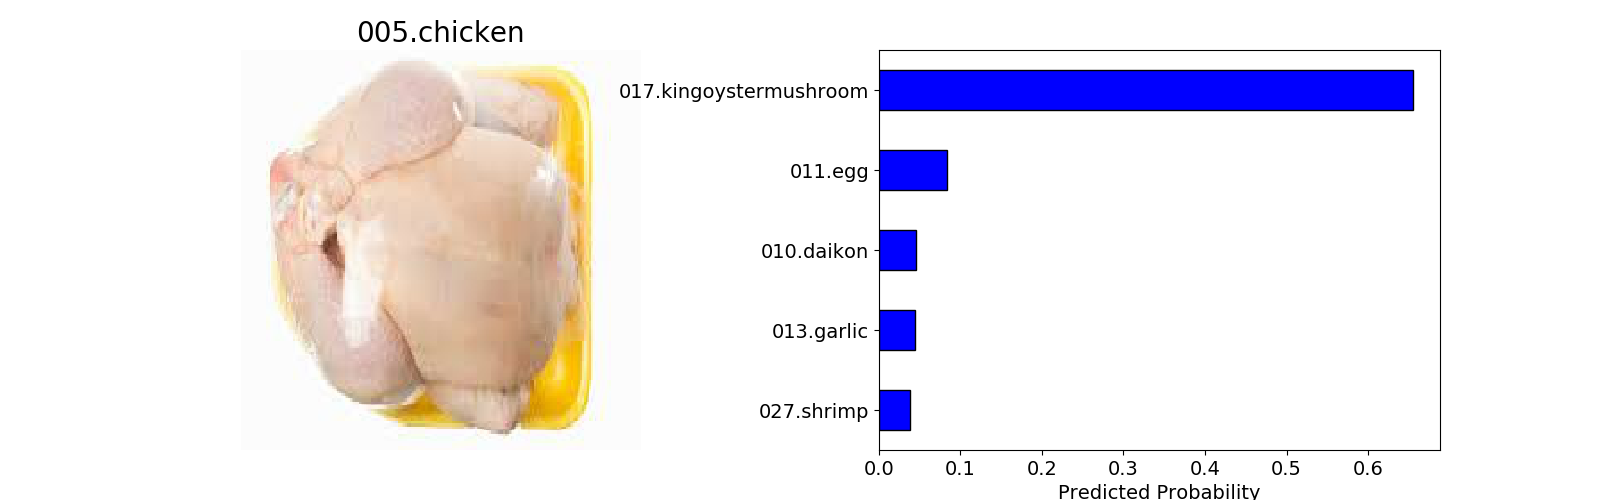 005.chicken
017.kingoystermushroom
011.egg
010.daikon
013.garlic
027.shrimp
0.0 0.1 0.2 0.3 0.4 0.5 0.6
Predicted Probability